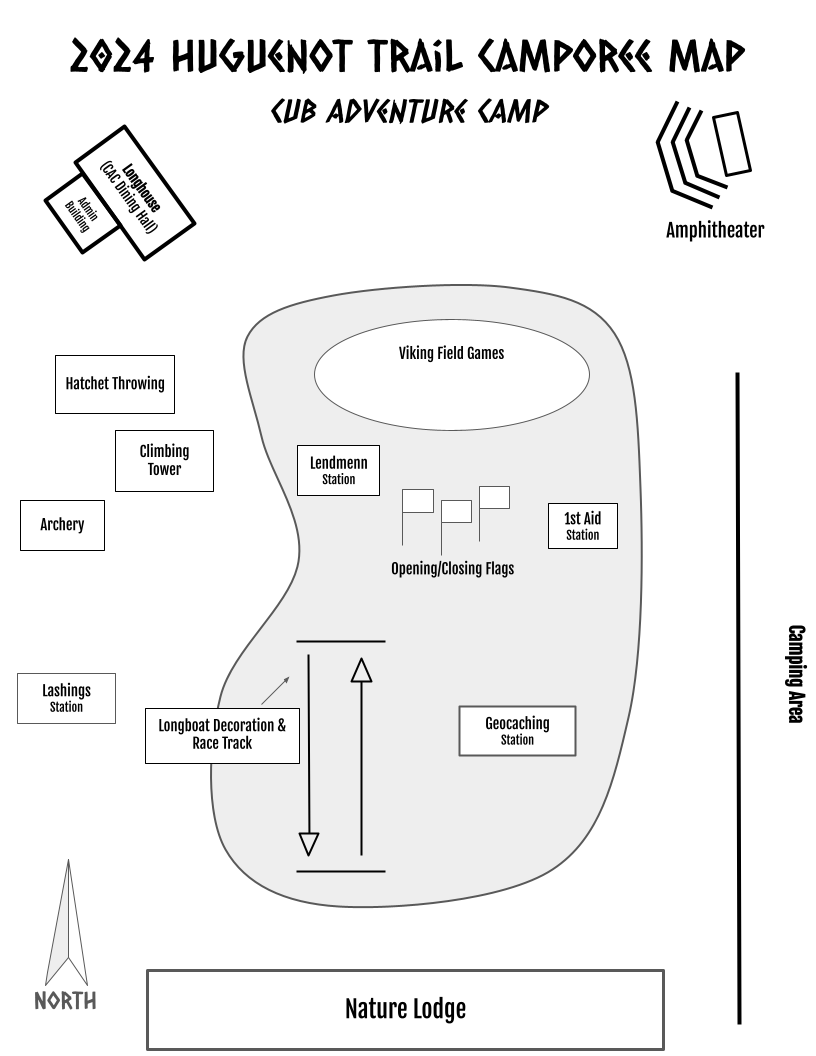 2024 HUGUENOT TRAIL CAMPOREE MAP
CUB ADVENTURE CAMP
Longhouse
(CAC Dining Hall)
Admin
Building
Amphitheater
Viking Field Games
Hatchet Throwing
Climbing
Tower
Lendmenn
Station
Archery
1st Aid
Station
Opening/Closing Flags
Camping Area
Lashings
Station
Longboat Decoration &
Race Track
Geocaching
Station
NORTH
Nature Lodge